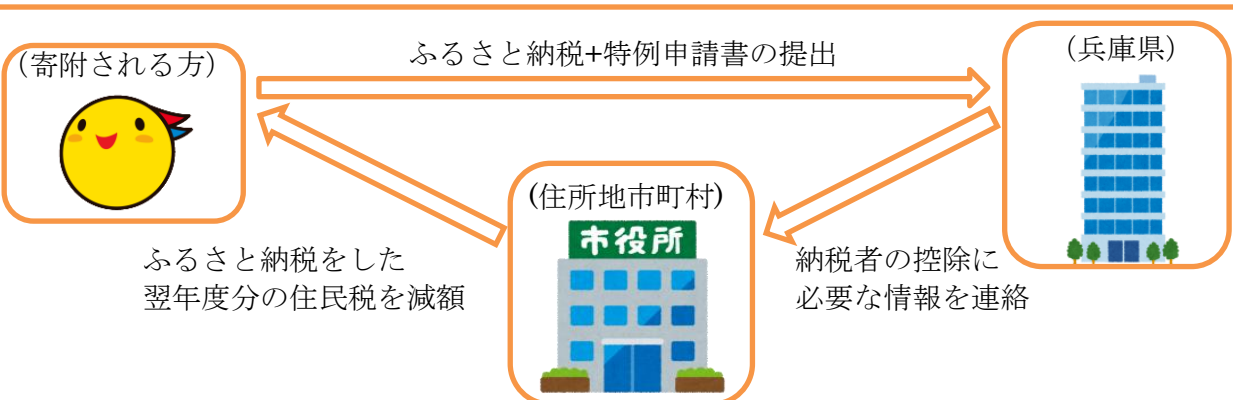 (寄附される方)
ふるさと納税+特例申請書の提出
(兵庫県)
(住所地市町村)
市役所
ふるさと納税をした
翌年度分の住民税を減額
納税者の控除に
必要な情報を連絡